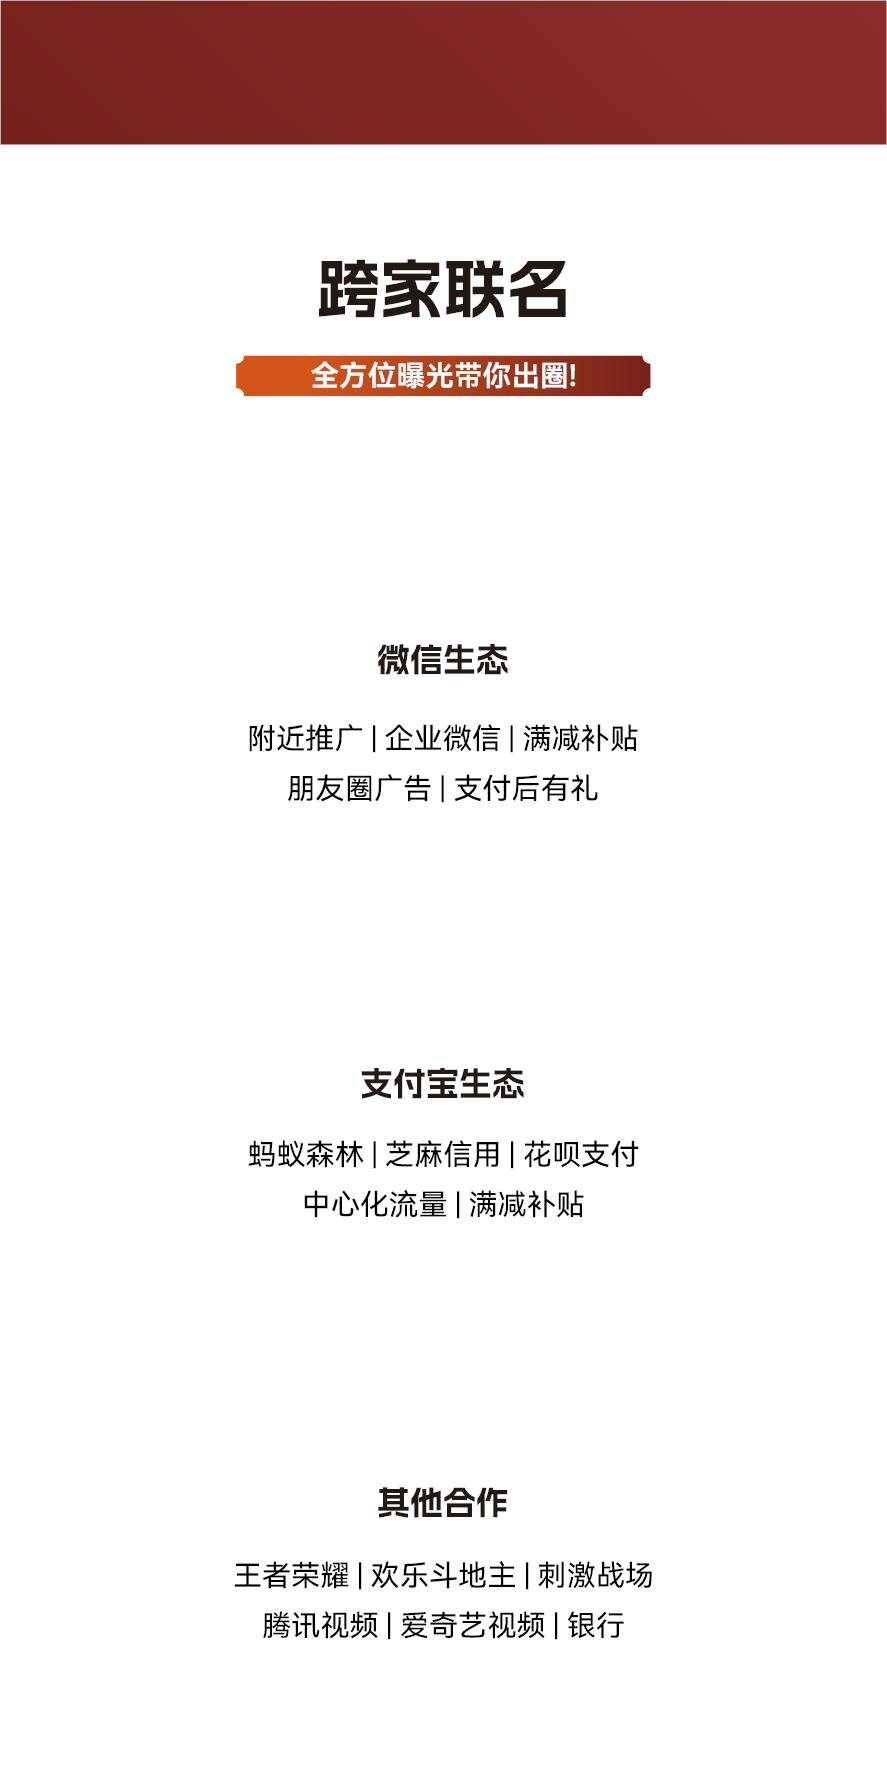 跨家联名
全方位曝光带你出圈!
微信生态
附近推广 | 企业微信 | 满减补贴
朋友圈广告 | 支付后有礼
支付宝生态
蚂蚁森林 | 芝麻信用 | 花呗支付
中心化流量 | 满减补贴
其他合作
王者荣耀 | 欢乐斗地主 | 刺激战场
腾讯视频 | 爱奇艺视频 | 银行